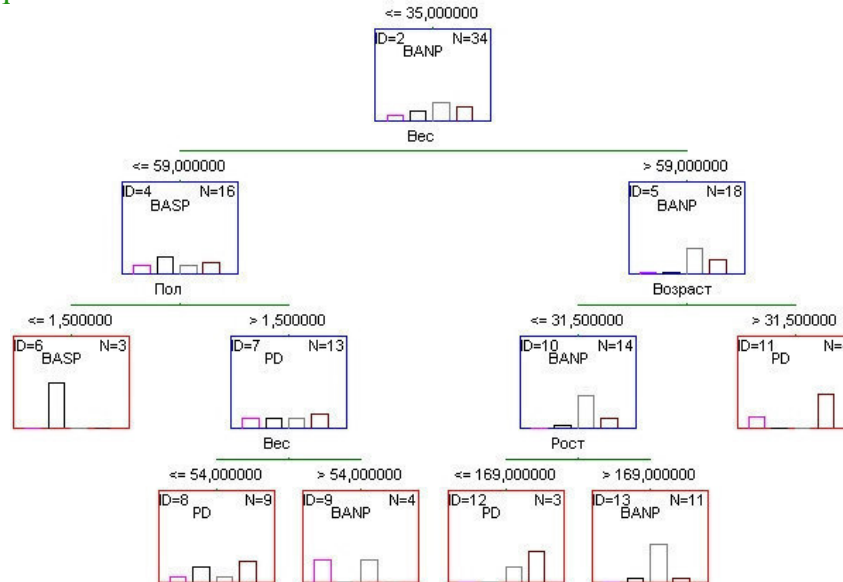 <= 35,000000
ID=2 N=34
BANP
Вес
<= 59,000000
> 59,000000
ID=4 N=16
BASP
ID=5 N=18
BANP
Пол
Возраст
<= 1,500000
> 1,500000
<= 31,500000
> 31,500000
ID=6 N=3
BASP
ID=7 N=13
PD
ID=10 N=14
BANP
ID=11 N=
PD
Вес
Рост
<= 54,000000
> 54,000000
<= 169,000000
> 169,000000
ID=8 N=9
PD
ID=9 N=4
BANP
ID=12 N=3
PD
ID=13 N=11
BANP